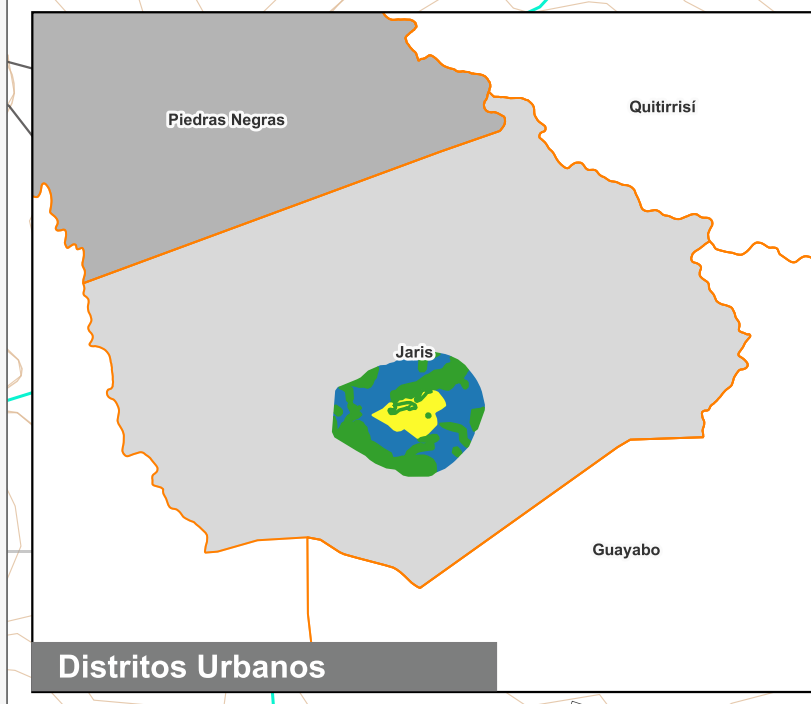 Quitirrisí
Piedras Negras
Jaris
Guayabo
Distritos Urbanos